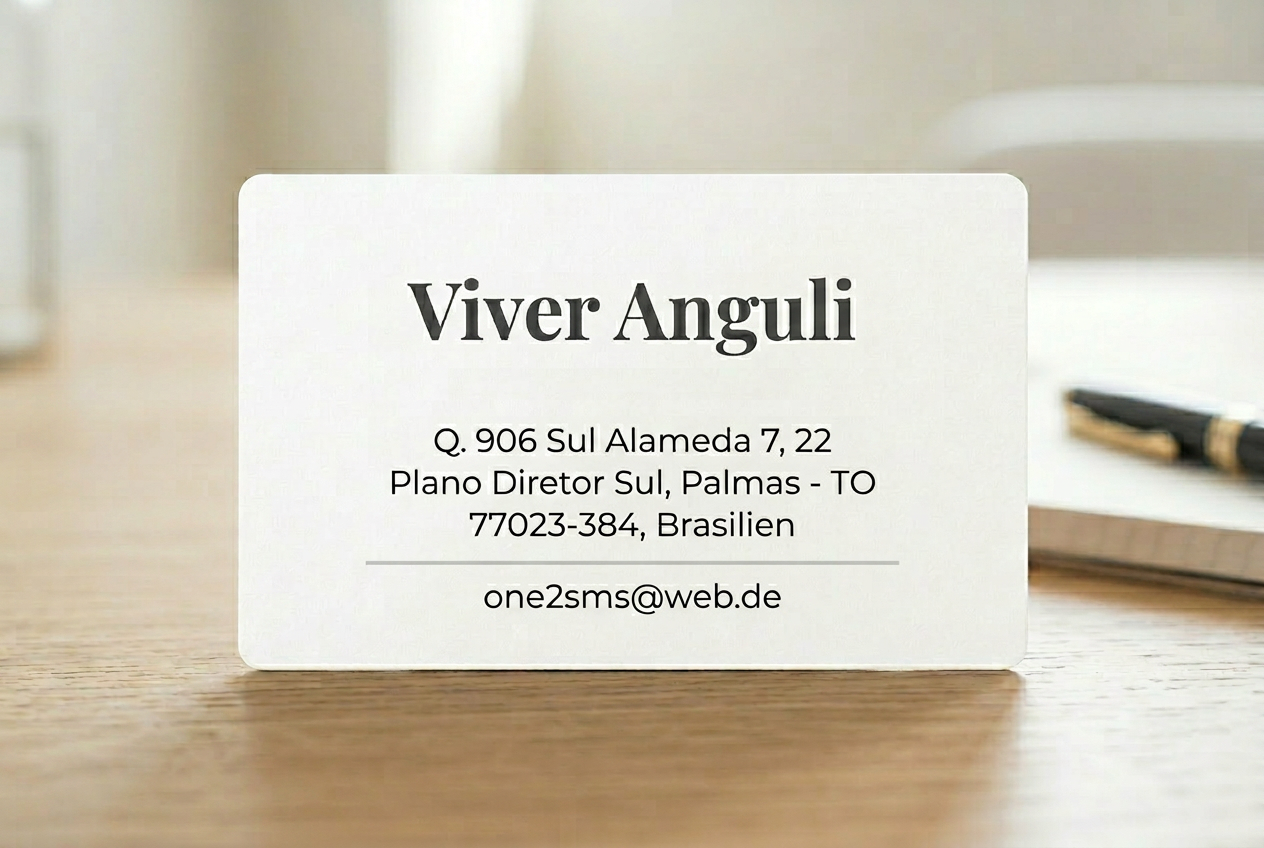 Viver Anguli
Q. 906 Sul Alameda 7, 22
Plano Diretor Sul, Palmas - TO
77023-384, Brasilien
one2sms@web.de